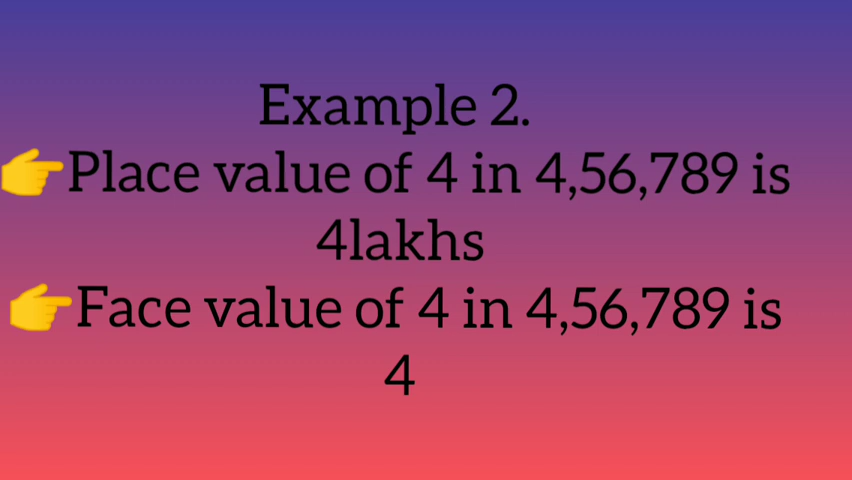 Example 2.
👉Place value of 4 in 4,56,789 is
4lakhs
👉Face value of 4 in 4,56,789 is
4